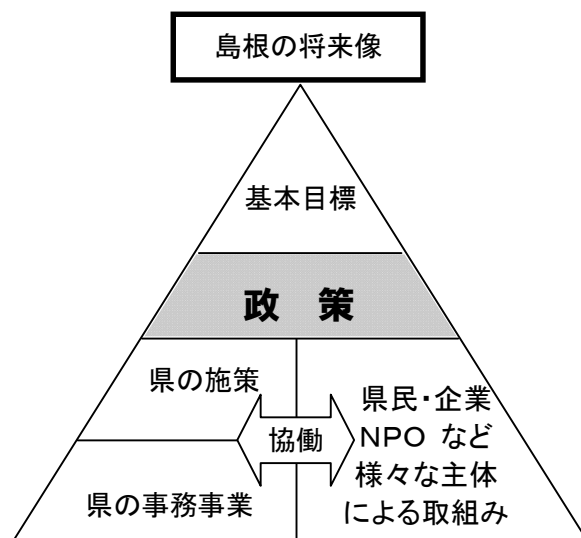 島根の将来像
基本目標
政 策
県の施策
協働
県の事務事業
県民・企業
NPO など
様々な主体
による取組み